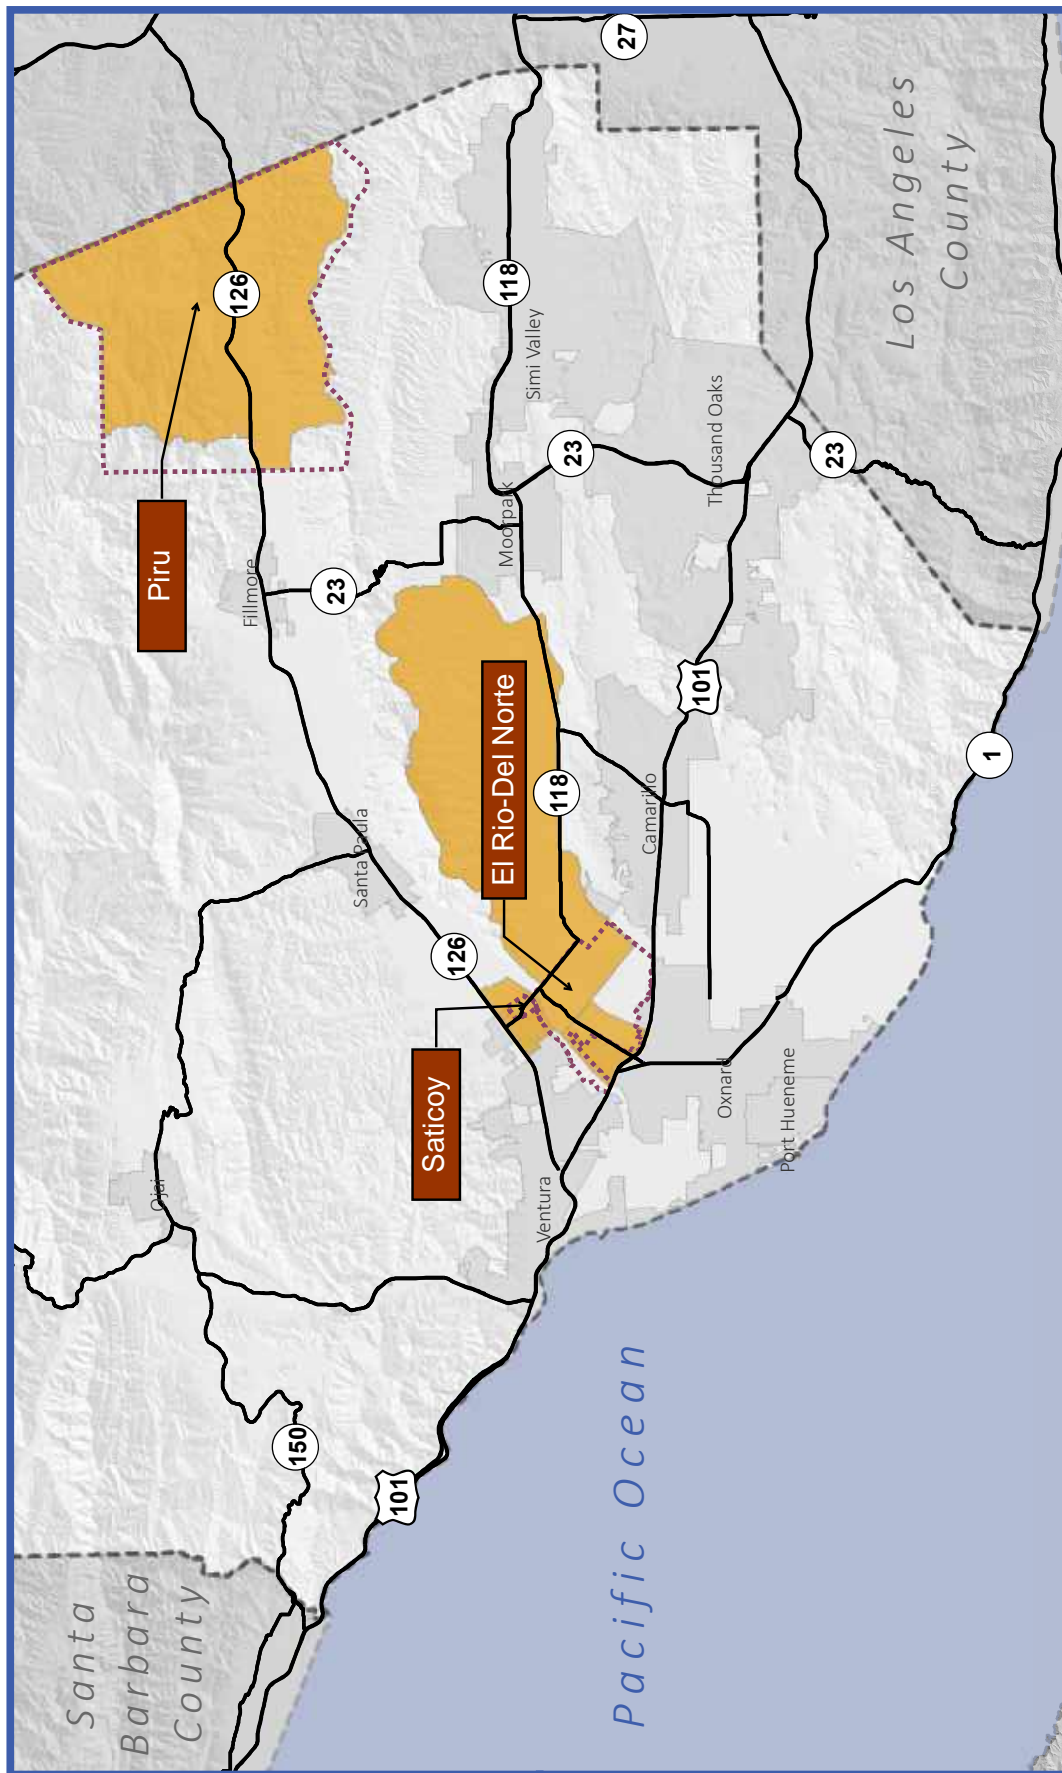 Santa
Barbara
County
150
101
Ojai
Ventura
Saticoy
126
Santa Paula
Piru
Fillmore
23
126
El Rio-Del Norte
118
Moorpark
118
Simi Valley
23
Camarillo
101
Thousand Oaks
23
27
Oxnard
Port Hueneme
1
Pacific Ocean
Los Angeles
County